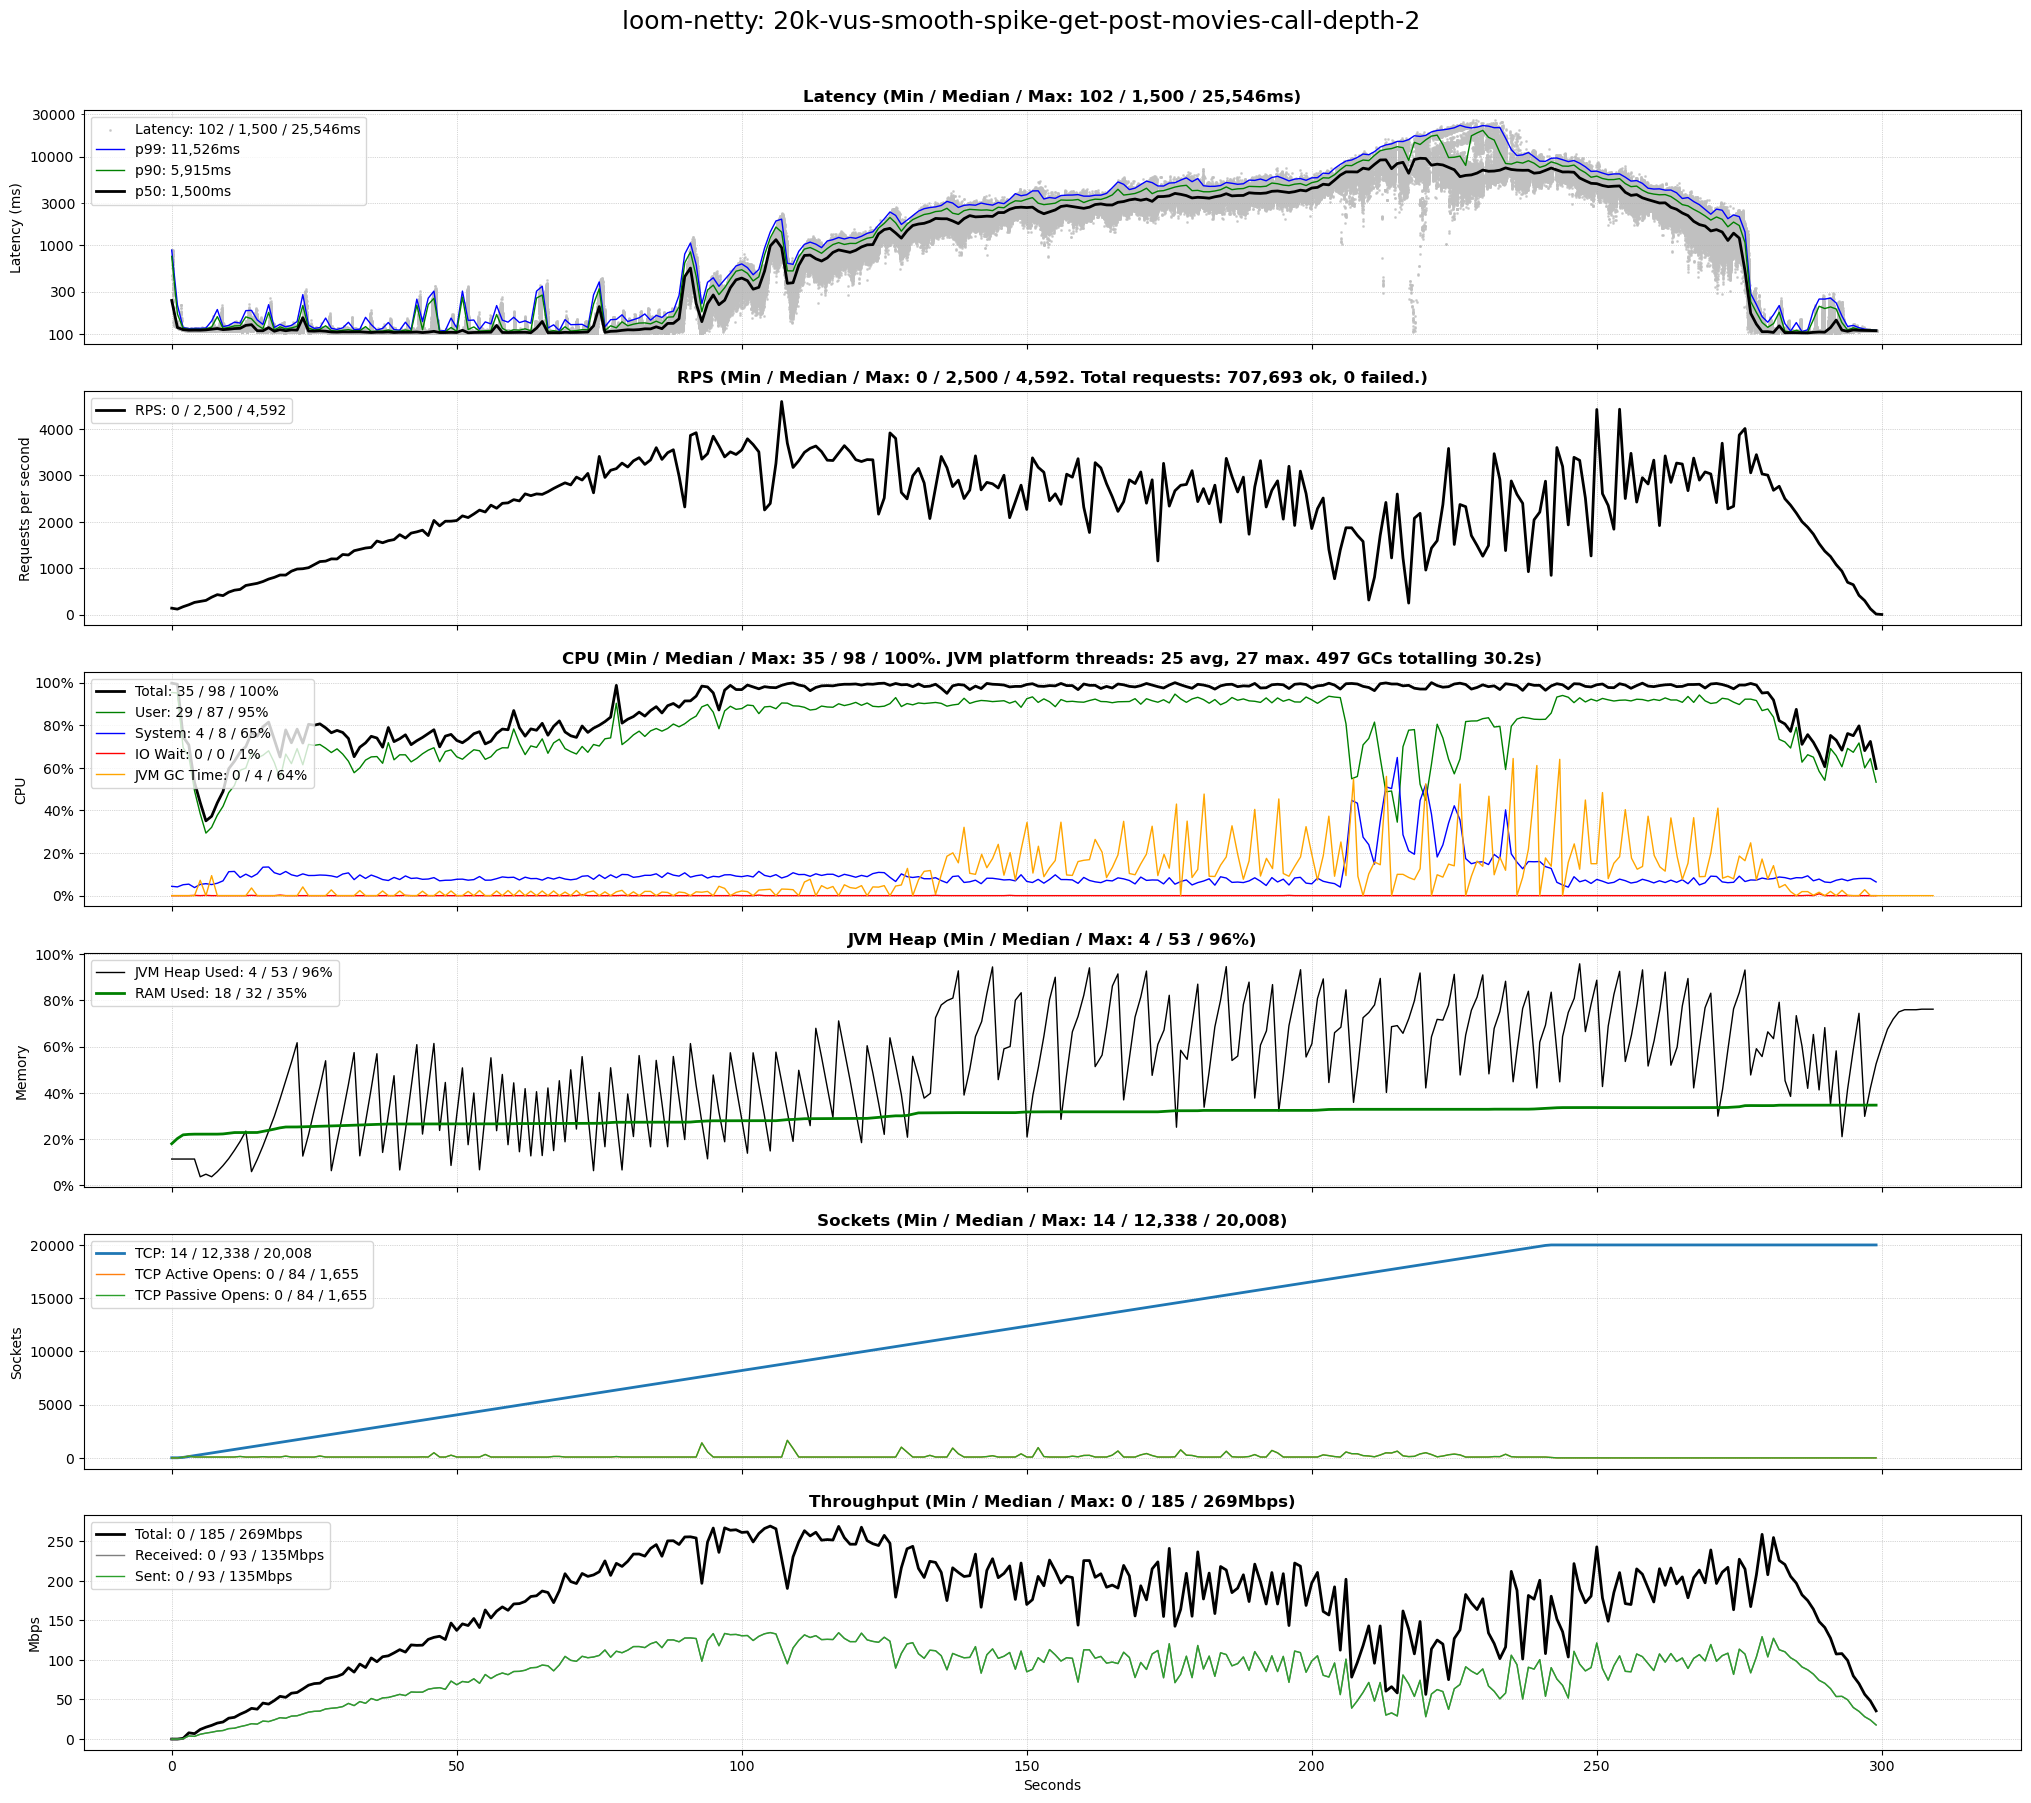 loom-netty: 20k-vus-smooth-spike-get-post-movies-call-depth-2
Latency (Min / Median / Max: 102 / 1,500 / 25,546ms)
Latency (ms)
30000
10000
3000
1000
300
100
Latency: 102 / 1,500 / 25,546ms
p99: 11,526ms
p90: 5,915ms
p50: 1,500ms
RPS (Min / Median / Max: 0 / 2,500 / 4,592. Total requests: 707,693 ok, 0 failed.)
Requests per second
4000
3000
2000
1000
0
RPS: 0 / 2,500 / 4,592
CPU (Min / Median / Max: 35 / 98 / 100%. JVM platform threads: 25 avg, 27 max. 497 GCs totalling 30.2s)
CPU
100%
80%
60%
40%
20%
0%
Total: 35 / 98 / 100%
User: 29 / 87 / 95%
System: 4 / 8 / 65%
IO Wait: 0 / 0 / 1%
JVM GC Time: 0 / 4 / 64%
JVM Heap (Min / Median / Max: 4 / 53 / 96%)
Memory
100%
80%
60%
40%
20%
0%
JVM Heap Used: 4 / 53 / 96%
RAM Used: 18 / 32 / 35%
Sockets (Min / Median / Max: 14 / 12,338 / 20,008)
Sockets
20000
15000
10000
5000
0
TCP: 14 / 12,338 / 20,008
TCP Active Opens: 0 / 84 / 1,655
TCP Passive Opens: 0 / 84 / 1,655
Throughput (Min / Median / Max: 0 / 185 / 269Mbps)
Mbps
250
200
150
100
50
0
Total: 0 / 185 / 269Mbps
Received: 0 / 93 / 135Mbps
Sent: 0 / 93 / 135Mbps
0 50 100 150 200 250 300
Seconds